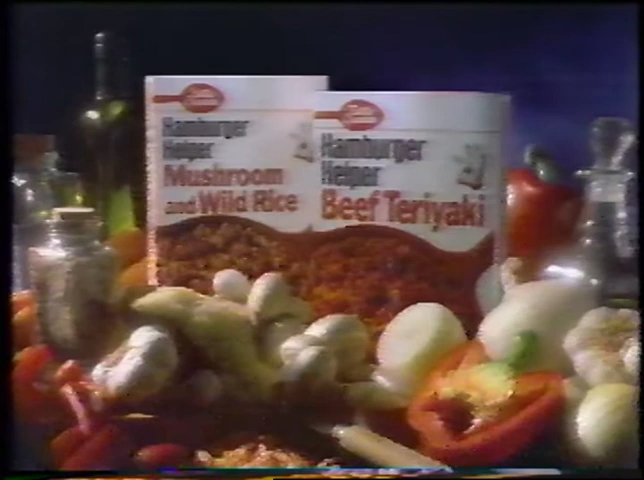 Hamburger
Helper
Mushroom
and Wild Rice
Hamburger
Helper
Beef Teriyaki